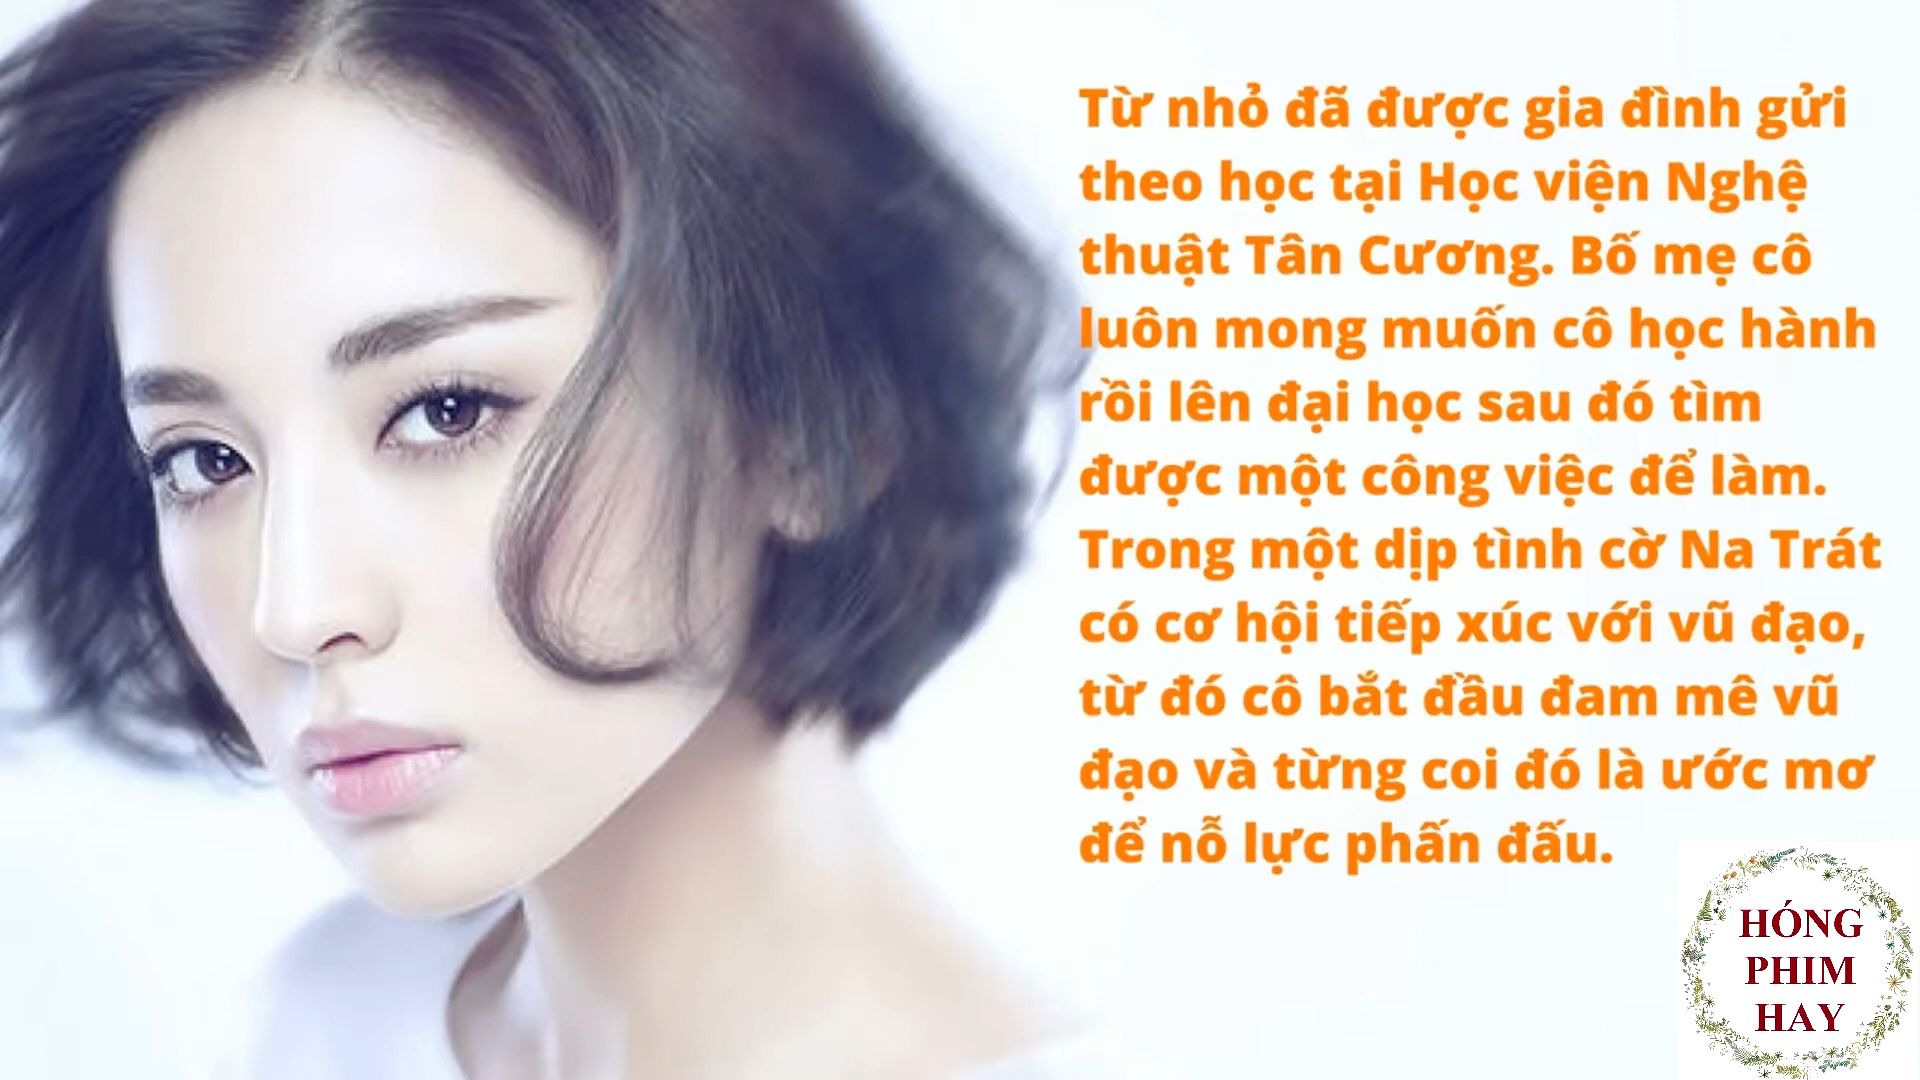 Từ nhỏ đã được gia đình gửi
theo học tại Học viện Nghệ
thuật Tân Cương. Bố mẹ cô
luôn mong muốn cô học hành
rồi lên đại học sau đó tìm
được một công việc để làm.
Trong một dịp tình cờ Na Trát
có cơ hội tiếp xúc với vũ đạo,
từ đó cô bắt đầu đam mê vũ
đạo và từng coi đó là ước mơ
để nỗ lực phấn đấu.
HÓNG
PHIM
HAY